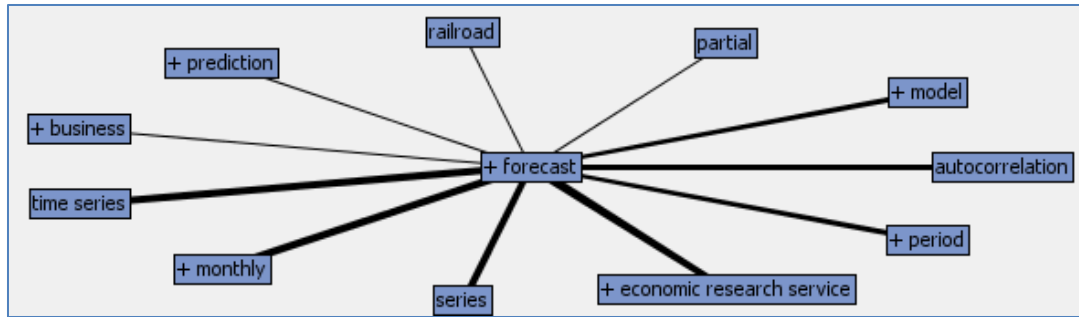 railroad
partial
+ prediction
+ model
+ business
+ forecast
autocorrelation
time series
+ period
+ monthly
+ economic research service
series